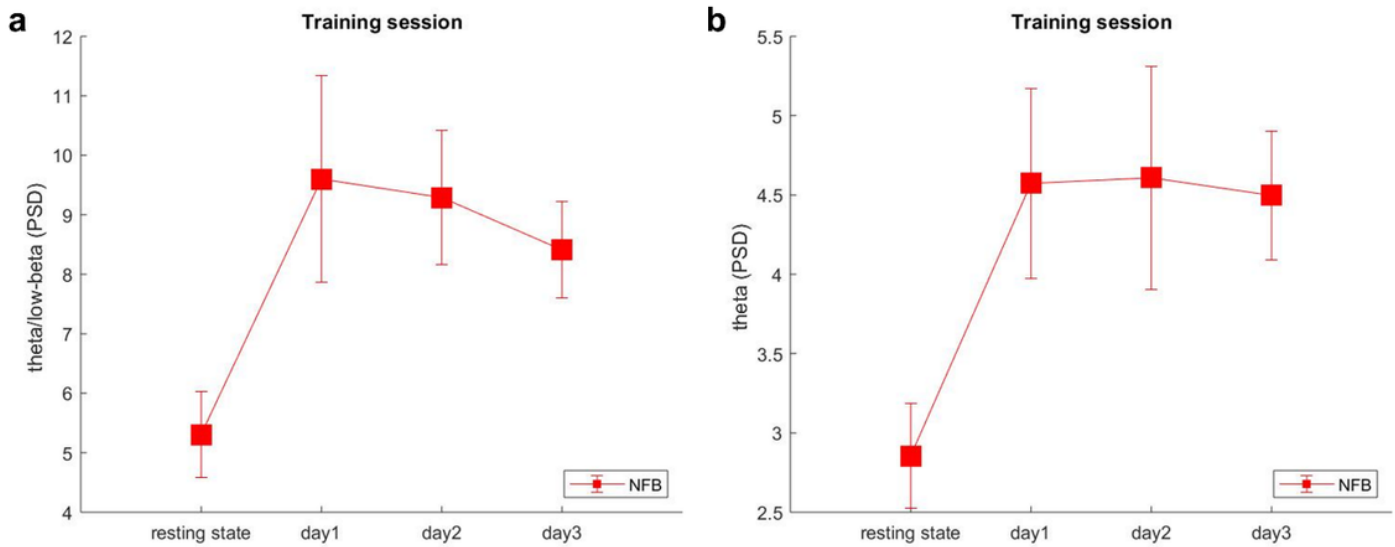 a
Training session
theta/low-beta (PSD)
12
11
10
9
8
7
6
5
4
resting state day1 day2 day3
NFB
b
Training session
theta (PSD)
5.5
5
4.5
4
3.5
3
2.5
resting state day1 day2 day3
NFB